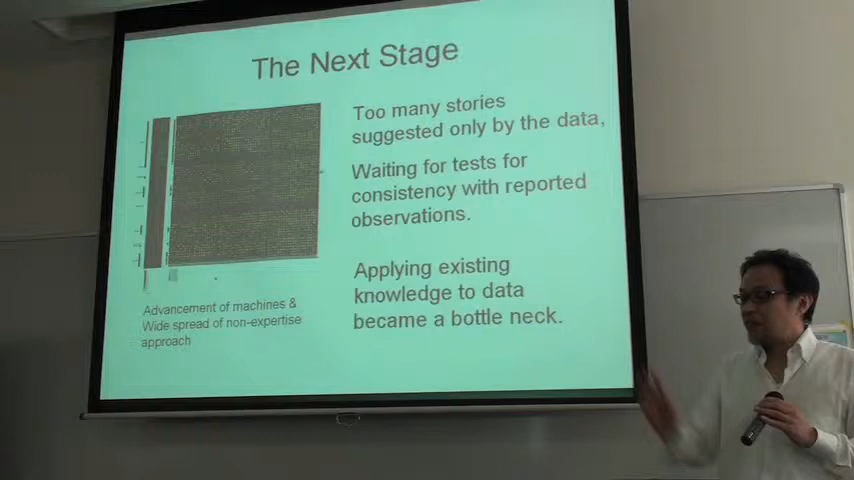 The Next Stage
Too many stories
suggested only by the data,
Waiting for tests for
consistency with reported
observations.
Applying existing
knowledge to data
became a bottle neck.
Advancement of machines &
Wide spread of non-expertise
approach